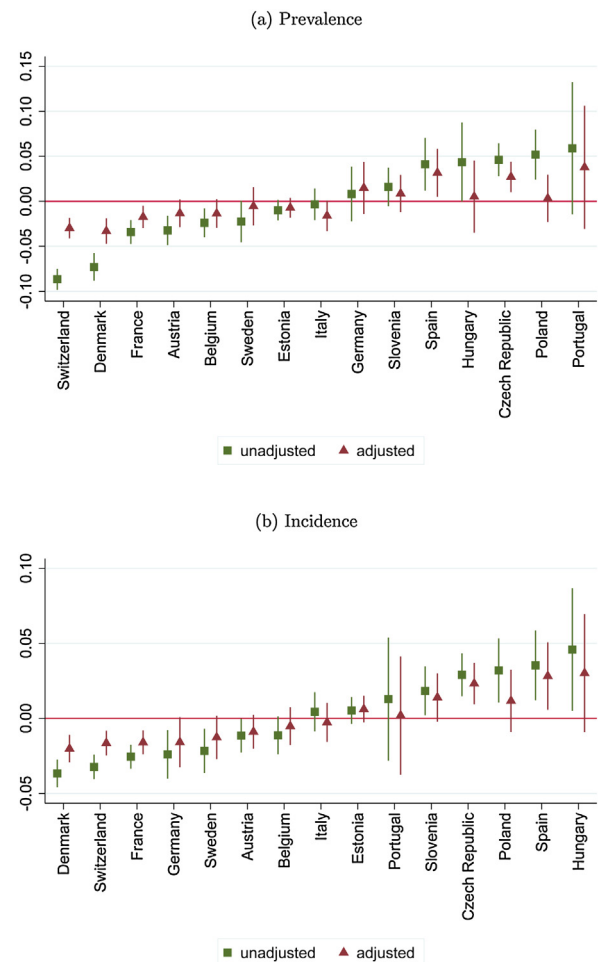 (a) Prevalence
0.15
0.10
0.05
0.00
-0.05
-0.10
Switzerland
Denmark
France
Austria
Belgium
Sweden
Estonia
Italy
Germany
Slovenia
Spain
Hungary
Czech Republic
Poland
Portugal
unadjusted adjusted
(b) Incidence
0.10
0.05
0.00
-0.05
Denmark
Switzerland
France
Germany
Sweden
Austria
Belgium
Italy
Estonia
Portugal
Slovenia
Czech Republic
Poland
Spain
Hungary
unadjusted adjusted